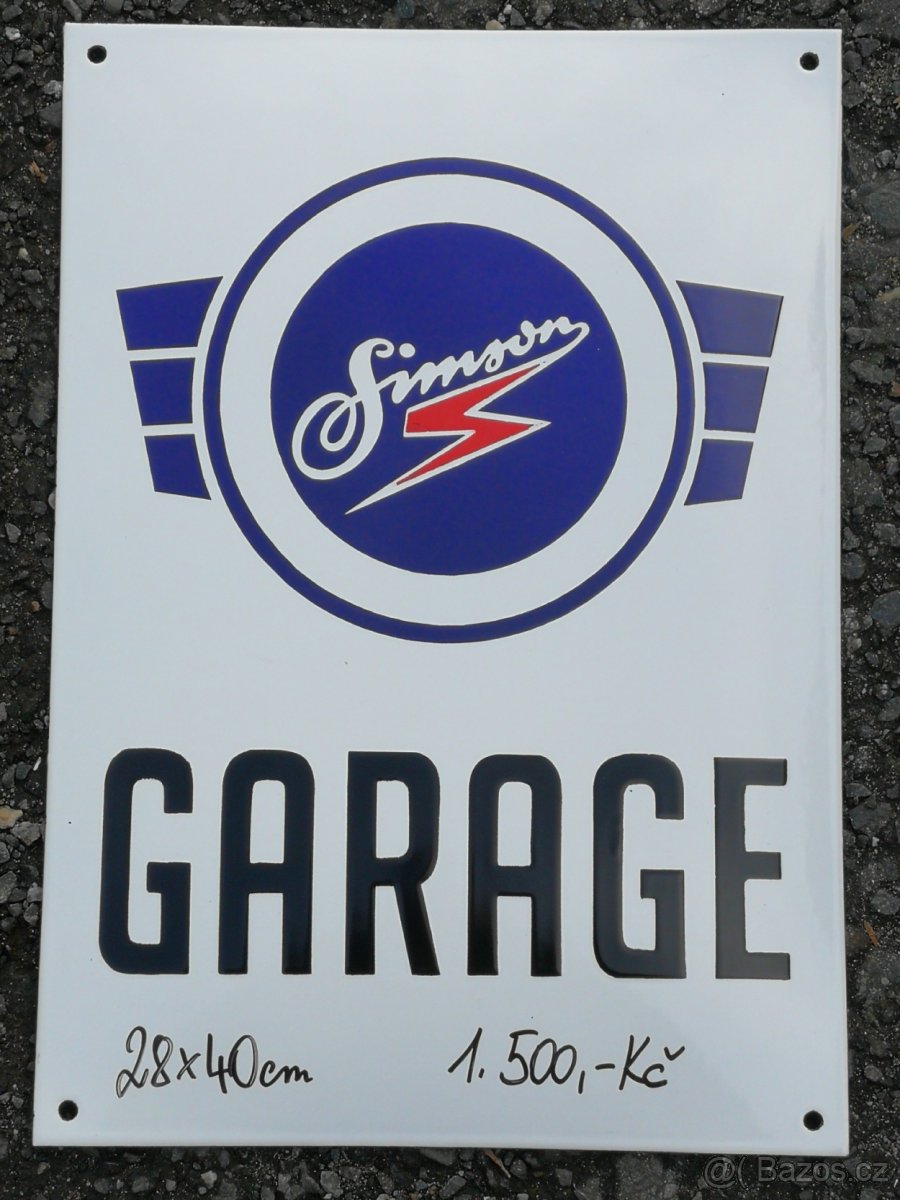 Simson
GARAGE
28x40cm 1.500,-Kč
@( Bazos.cz